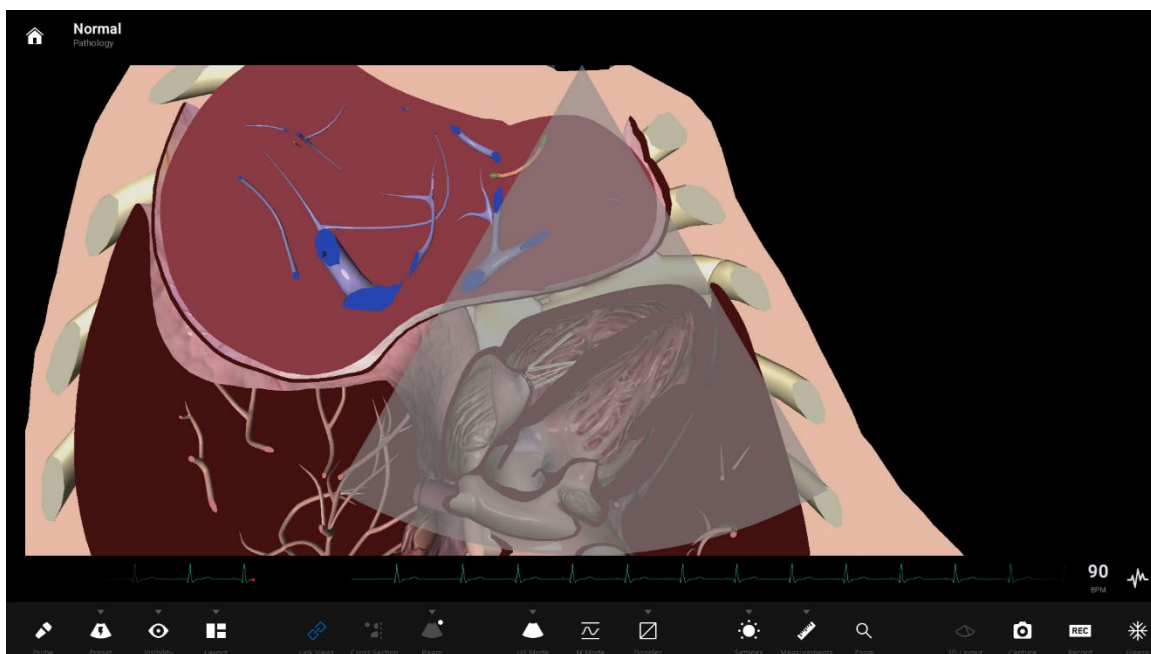 Normal
Pathology
90
BPM
Probe
Preset
Visibility
Layout
Link Views
Cross Section
Beam
US Mode
M Mode
Doppler
Settings
Measurements
Zoom
3D Layout
Capture
REC
Record
Freeze